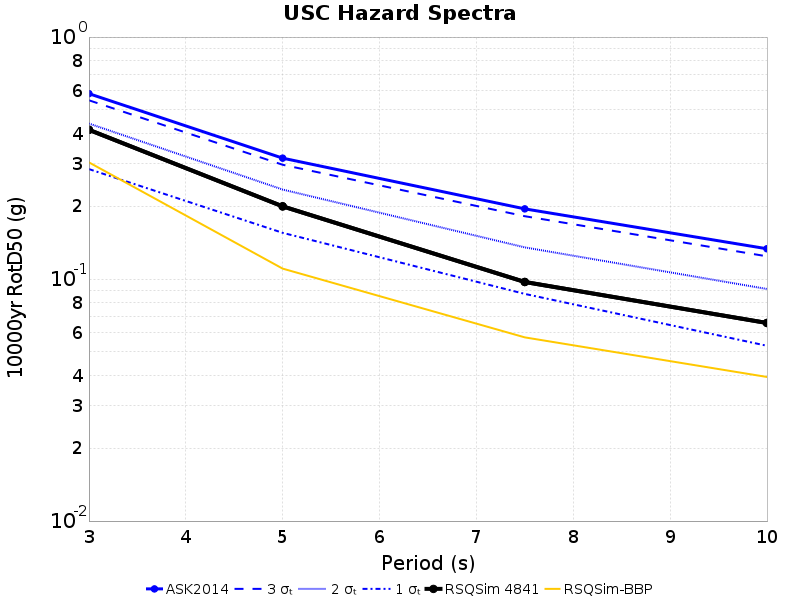 USC Hazard Spectra
10000yr RotD50 (g)
10⁰
8
6
4
3
2
10⁻¹
8
6
4
3
2
10⁻²
3 4 5 6 7 8 9 10
Period (s)
ASK2014 3 σₜ 2 σₜ 1 σₜ RSQSim 4841 RSQSim-BBP